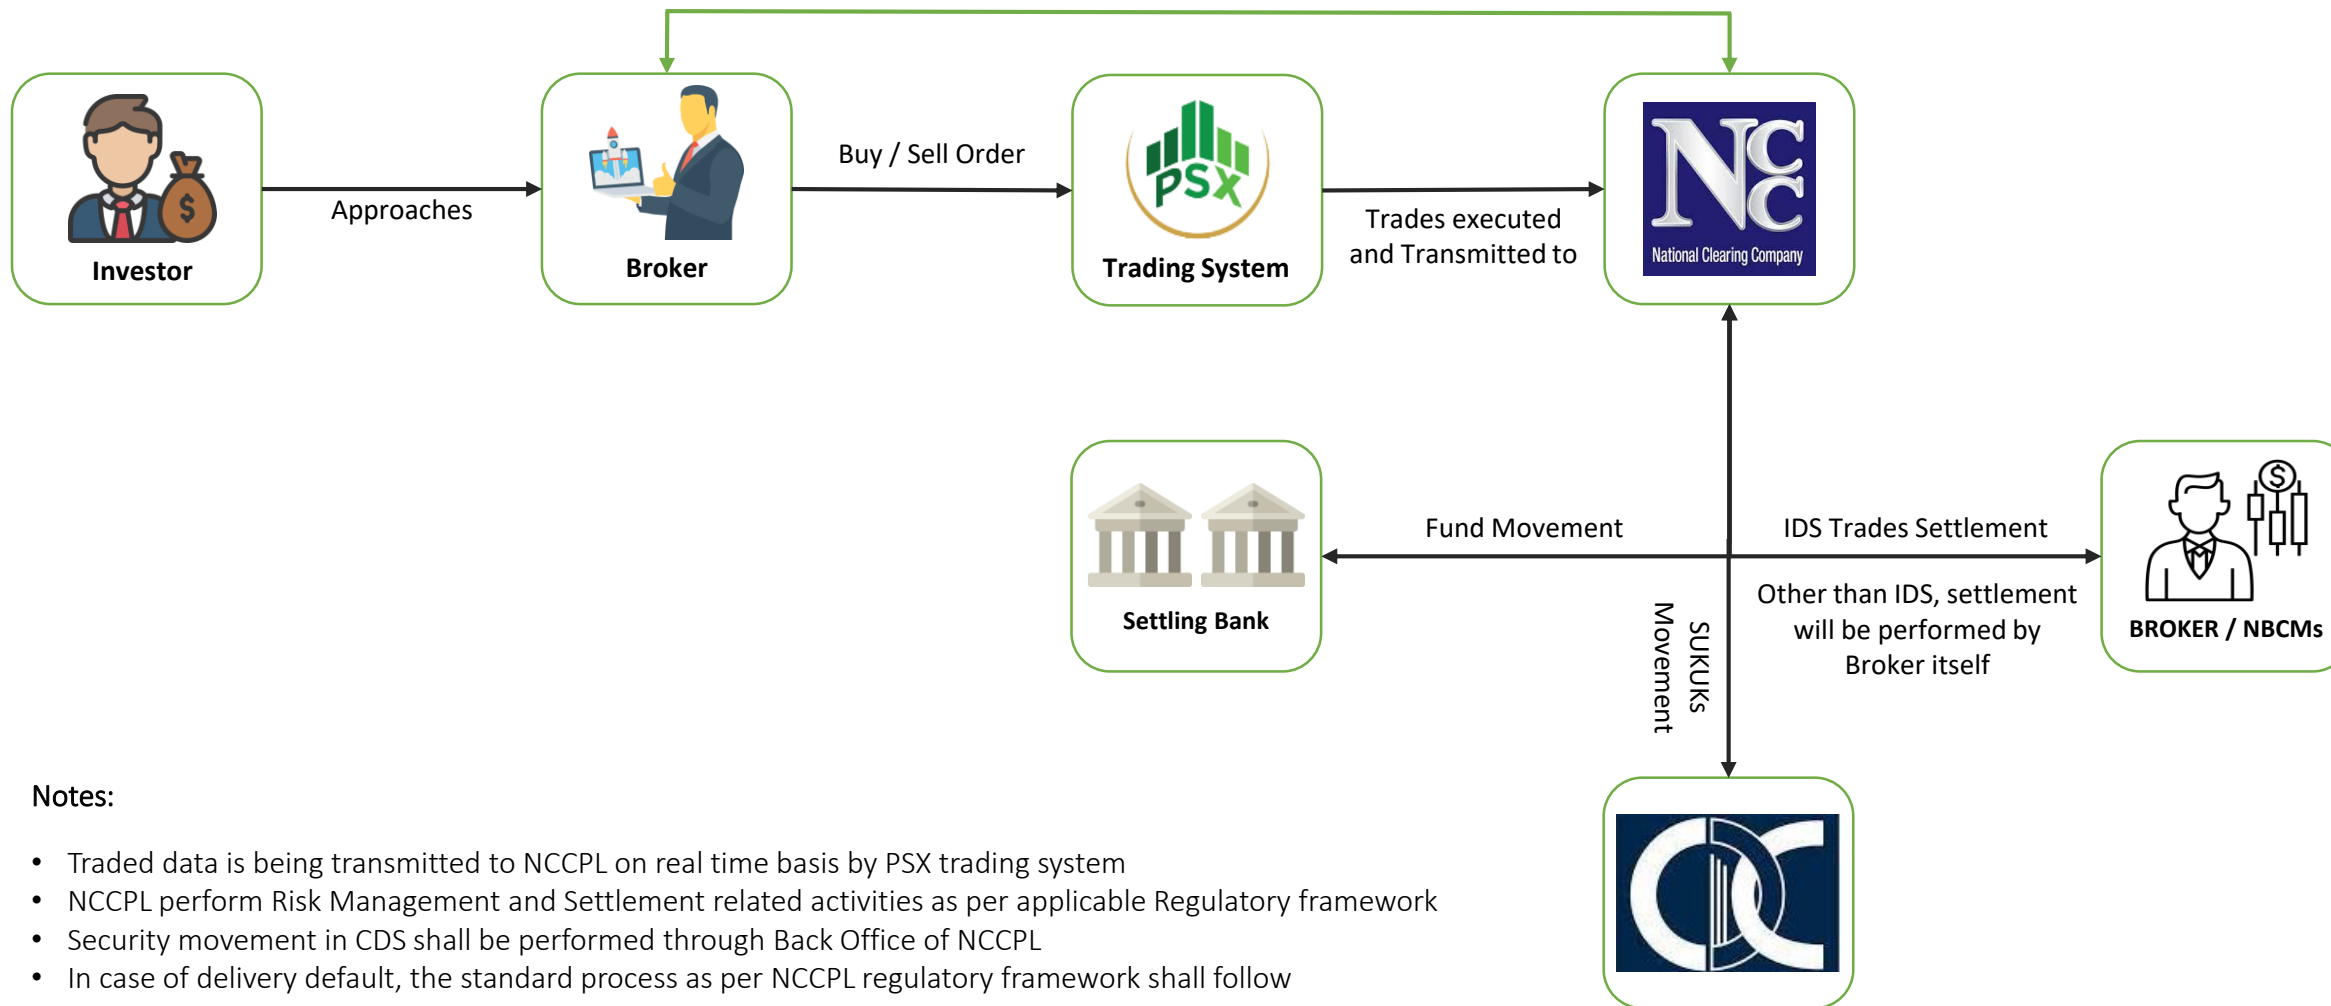 Investor
Approaches
Broker
Buy / Sell Order
PSX
Trading System
Trades executed
and Transmitted to
NCC
National Clearing Company
Fund Movement
IDS Trades Settlement
Settling Bank
SUKUKs
Movement
Other than IDS, settlement
will be performed by
Broker itself
BROKER / NBCMs
CDC
Notes:
• Traded data is being transmitted to NCCPL on real time basis by PSX trading system
• NCCPL perform Risk Management and Settlement related activities as per applicable Regulatory framework
• Security movement in CDS shall be performed through Back Office of NCCPL
• In case of delivery default, the standard process as per NCCPL regulatory framework shall follow